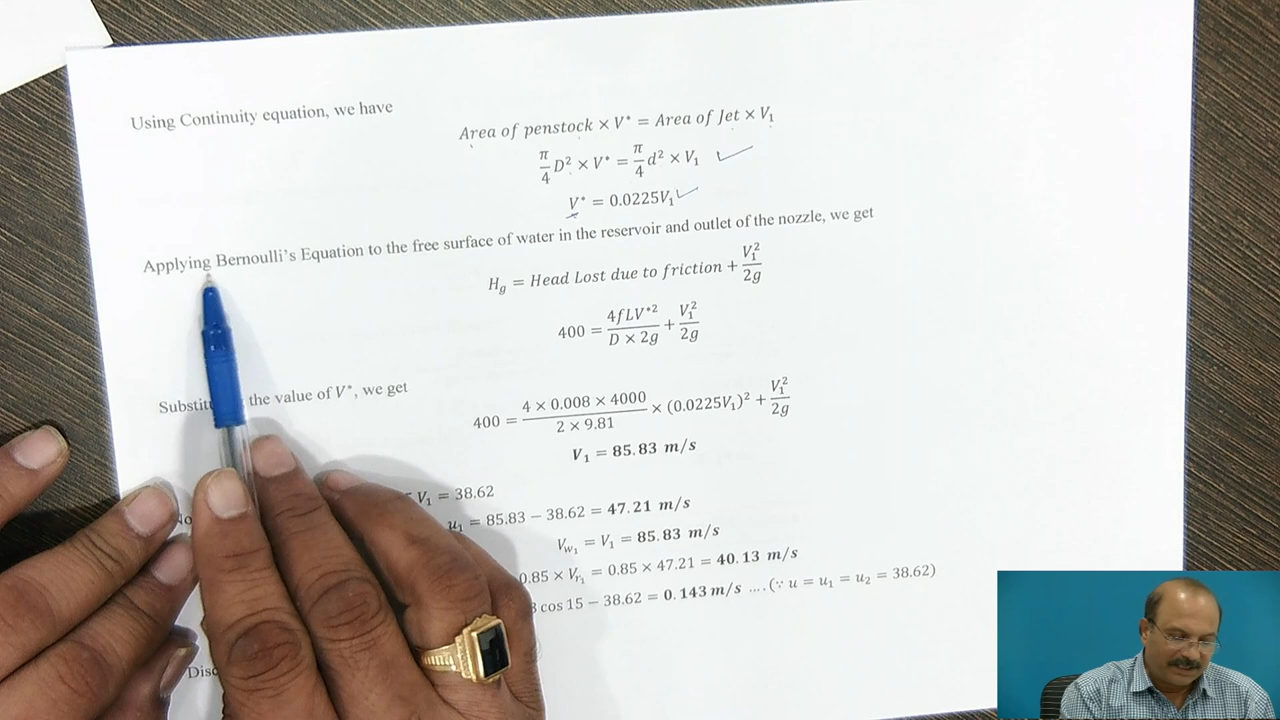 Using Continuity equation, we have
Area of penstock × V* = Area of Jet × V₁
π/4 D² × V* = π/4 d² × V₁
V* = 0.0225V₁
Applying Bernoulli's Equation to the free surface of water in the reservoir and outlet of the nozzle, we get
H_g = Head Lost due to friction + V₁²/2g
400 = 4fLV*²/D × 2g + V₁²/2g
the value of V*, we get
400 = 4 × 0.008 × 4000/2 × 9.81 × (0.0225V₁)² + V₁²/2g
V₁ = 85.83 m/s
V₁ = 38.62
u₁ = 85.83 − 38.62 = 47.21 m/s
V_w₁ = V₁ = 85.83 m/s
0.85 × V_r₁ = 0.85 × 47.21 = 40.13 m/s
cos 15 − 38.62 = 0.143 m/s ....(∵ u = u₁ = u₂ = 38.62)